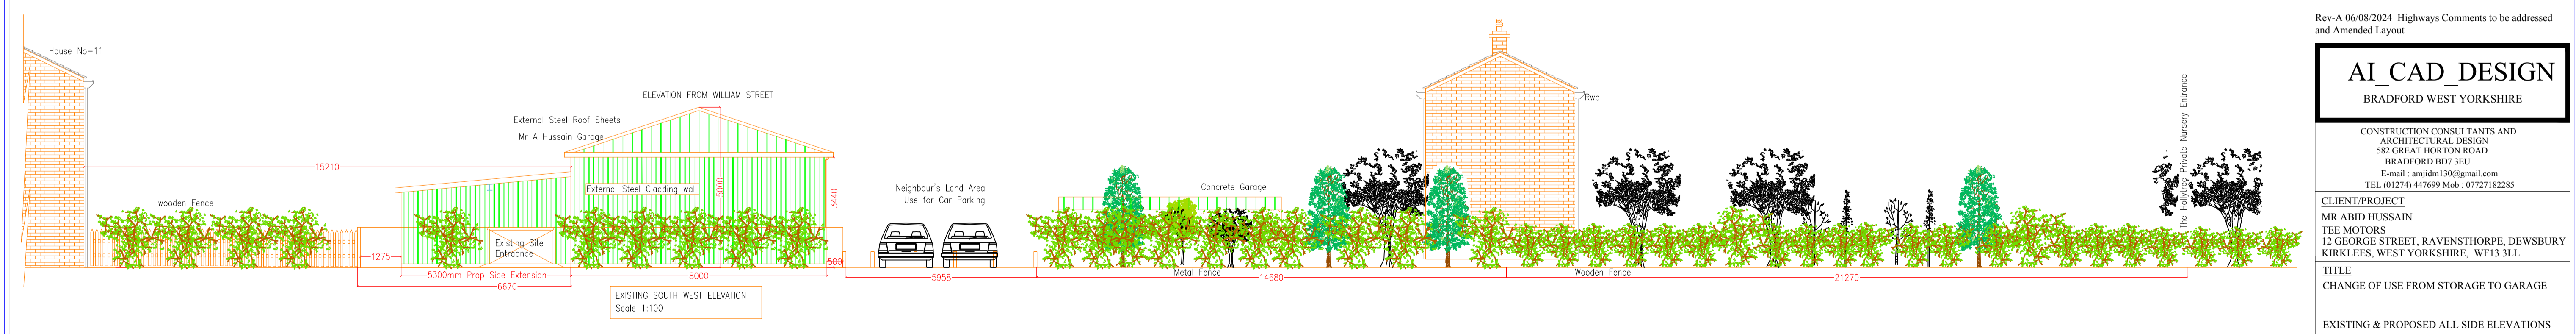 House No-11
ELEVATION FROM WILLIAM STREET
External Steel Roof Sheets
Mr A Hussain Garage
15210
External Steel Cladding wall
5000
3440
wooden Fence
Existing Site
Entraance
1275
5300mm Prop Side Extension
8000
500
6670
EXISTING SOUTH WEST ELEVATION
Scale 1:100
Neighbour's Land Area
Use for Car Parking
5958
Concrete Garage
Metal Fence
14680
Rwp
Wooden Fence
21270
The Hollytree Private Nursery Entrance
Rev-A 06/08/2024 Highways Comments to be addressed
and Amended Layout
AI_CAD_DESIGN
BRADFORD WEST YORKSHIRE
CONSTRUCTION CONSULTANTS AND
ARCHITECTURAL DESIGN
582 GREAT HORTON ROAD
BRADFORD BD7 3EU
E-mail : amjidm130@gmail.com
TEL (01274) 447699 Mob : 07727182285
CLIENT/PROJECT
MR ABID HUSSAIN
TEE MOTORS
12 GEORGE STREET, RAVENSTHORPE, DEWSBURY
KIRKLEES, WEST YORKSHIRE, WF13 3LL
TITLE
CHANGE OF USE FROM STORAGE TO GARAGE
EXISTING & PROPOSED ALL SIDE ELEVATIONS